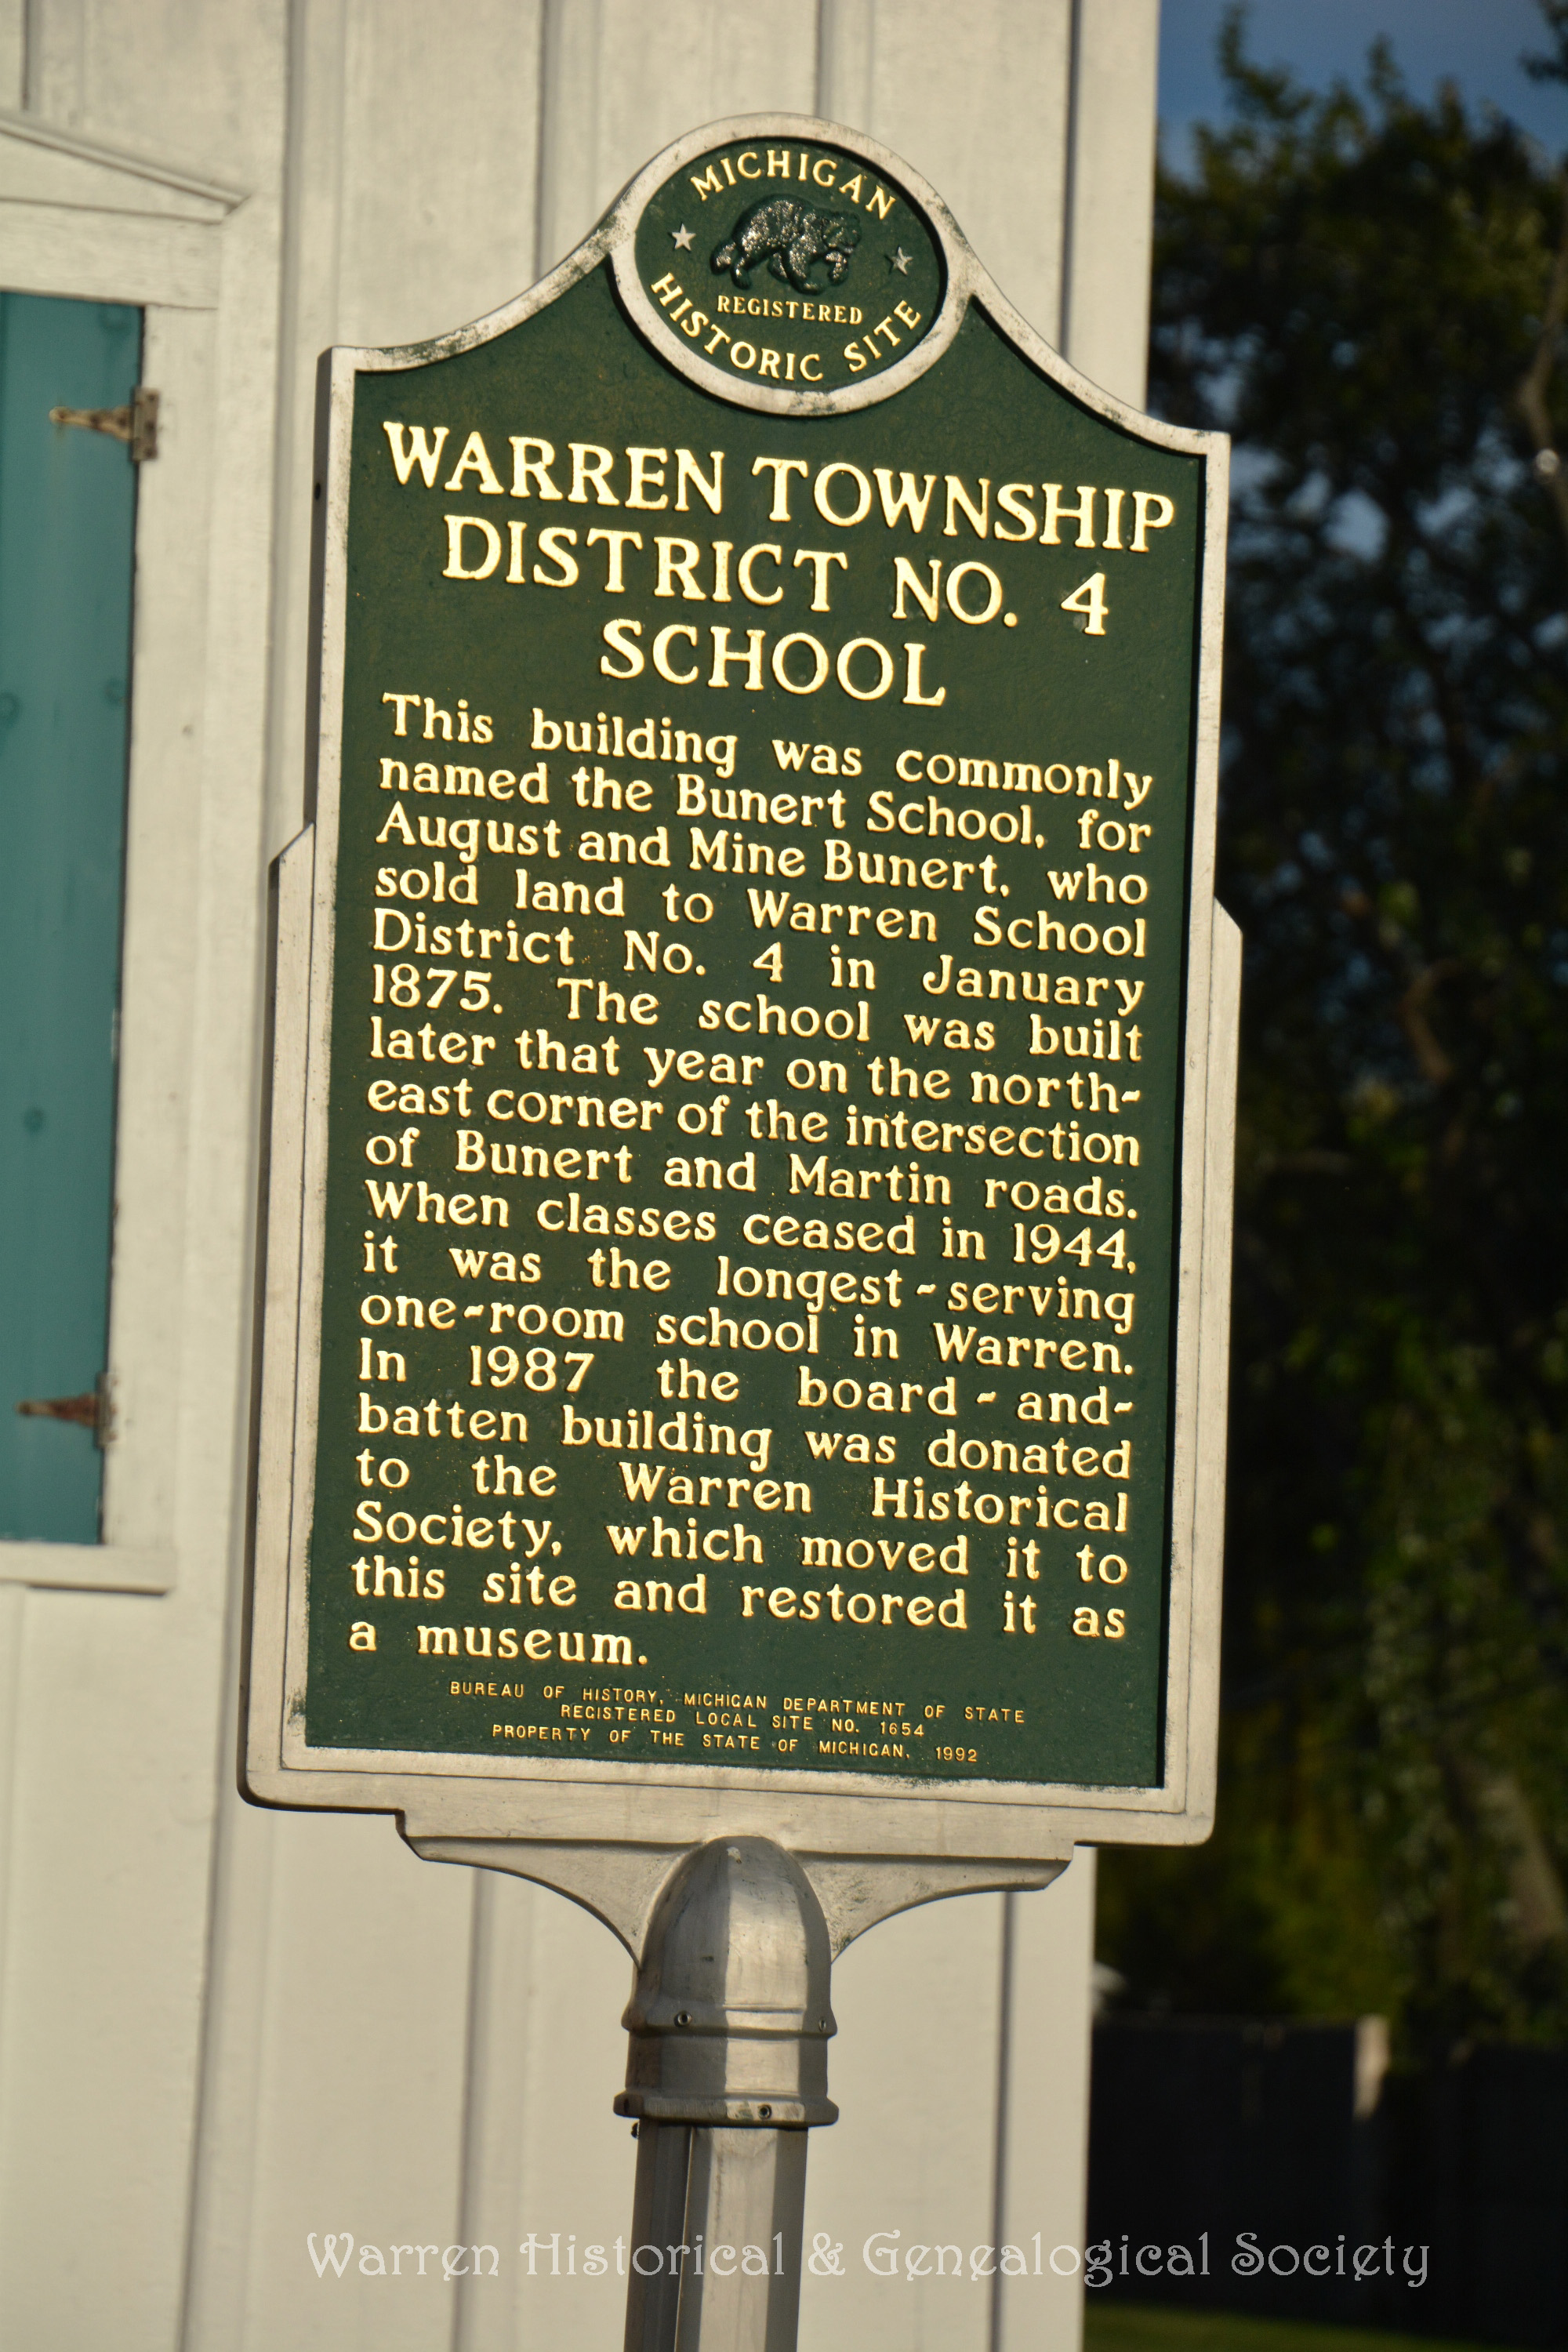 MICHIGAN
REGISTERED
HISTORIC SITE
WARREN TOWNSHIP
DISTRICT NO. 4
SCHOOL
This building was commonly
named the Bunert School, for
August and Mine Bunert, who
sold land to Warren School
District No. 4 in January
1875. The school was built
later that year on the north-
east corner of the intersection
of Bunert and Martin roads.
When classes ceased in 1944,
it was the longest-serving
one-room school in Warren.
In 1987 the board-and-
batten building was donated
to the Warren Historical
Society, which moved it to
this site and restored it as
a museum.
BUREAU OF HISTORY, MICHIGAN DEPARTMENT OF STATE
REGISTERED LOCAL SITE NO. 1654
PROPERTY OF THE STATE OF MICHIGAN, 1992
Warren Historical & Genealogical Society